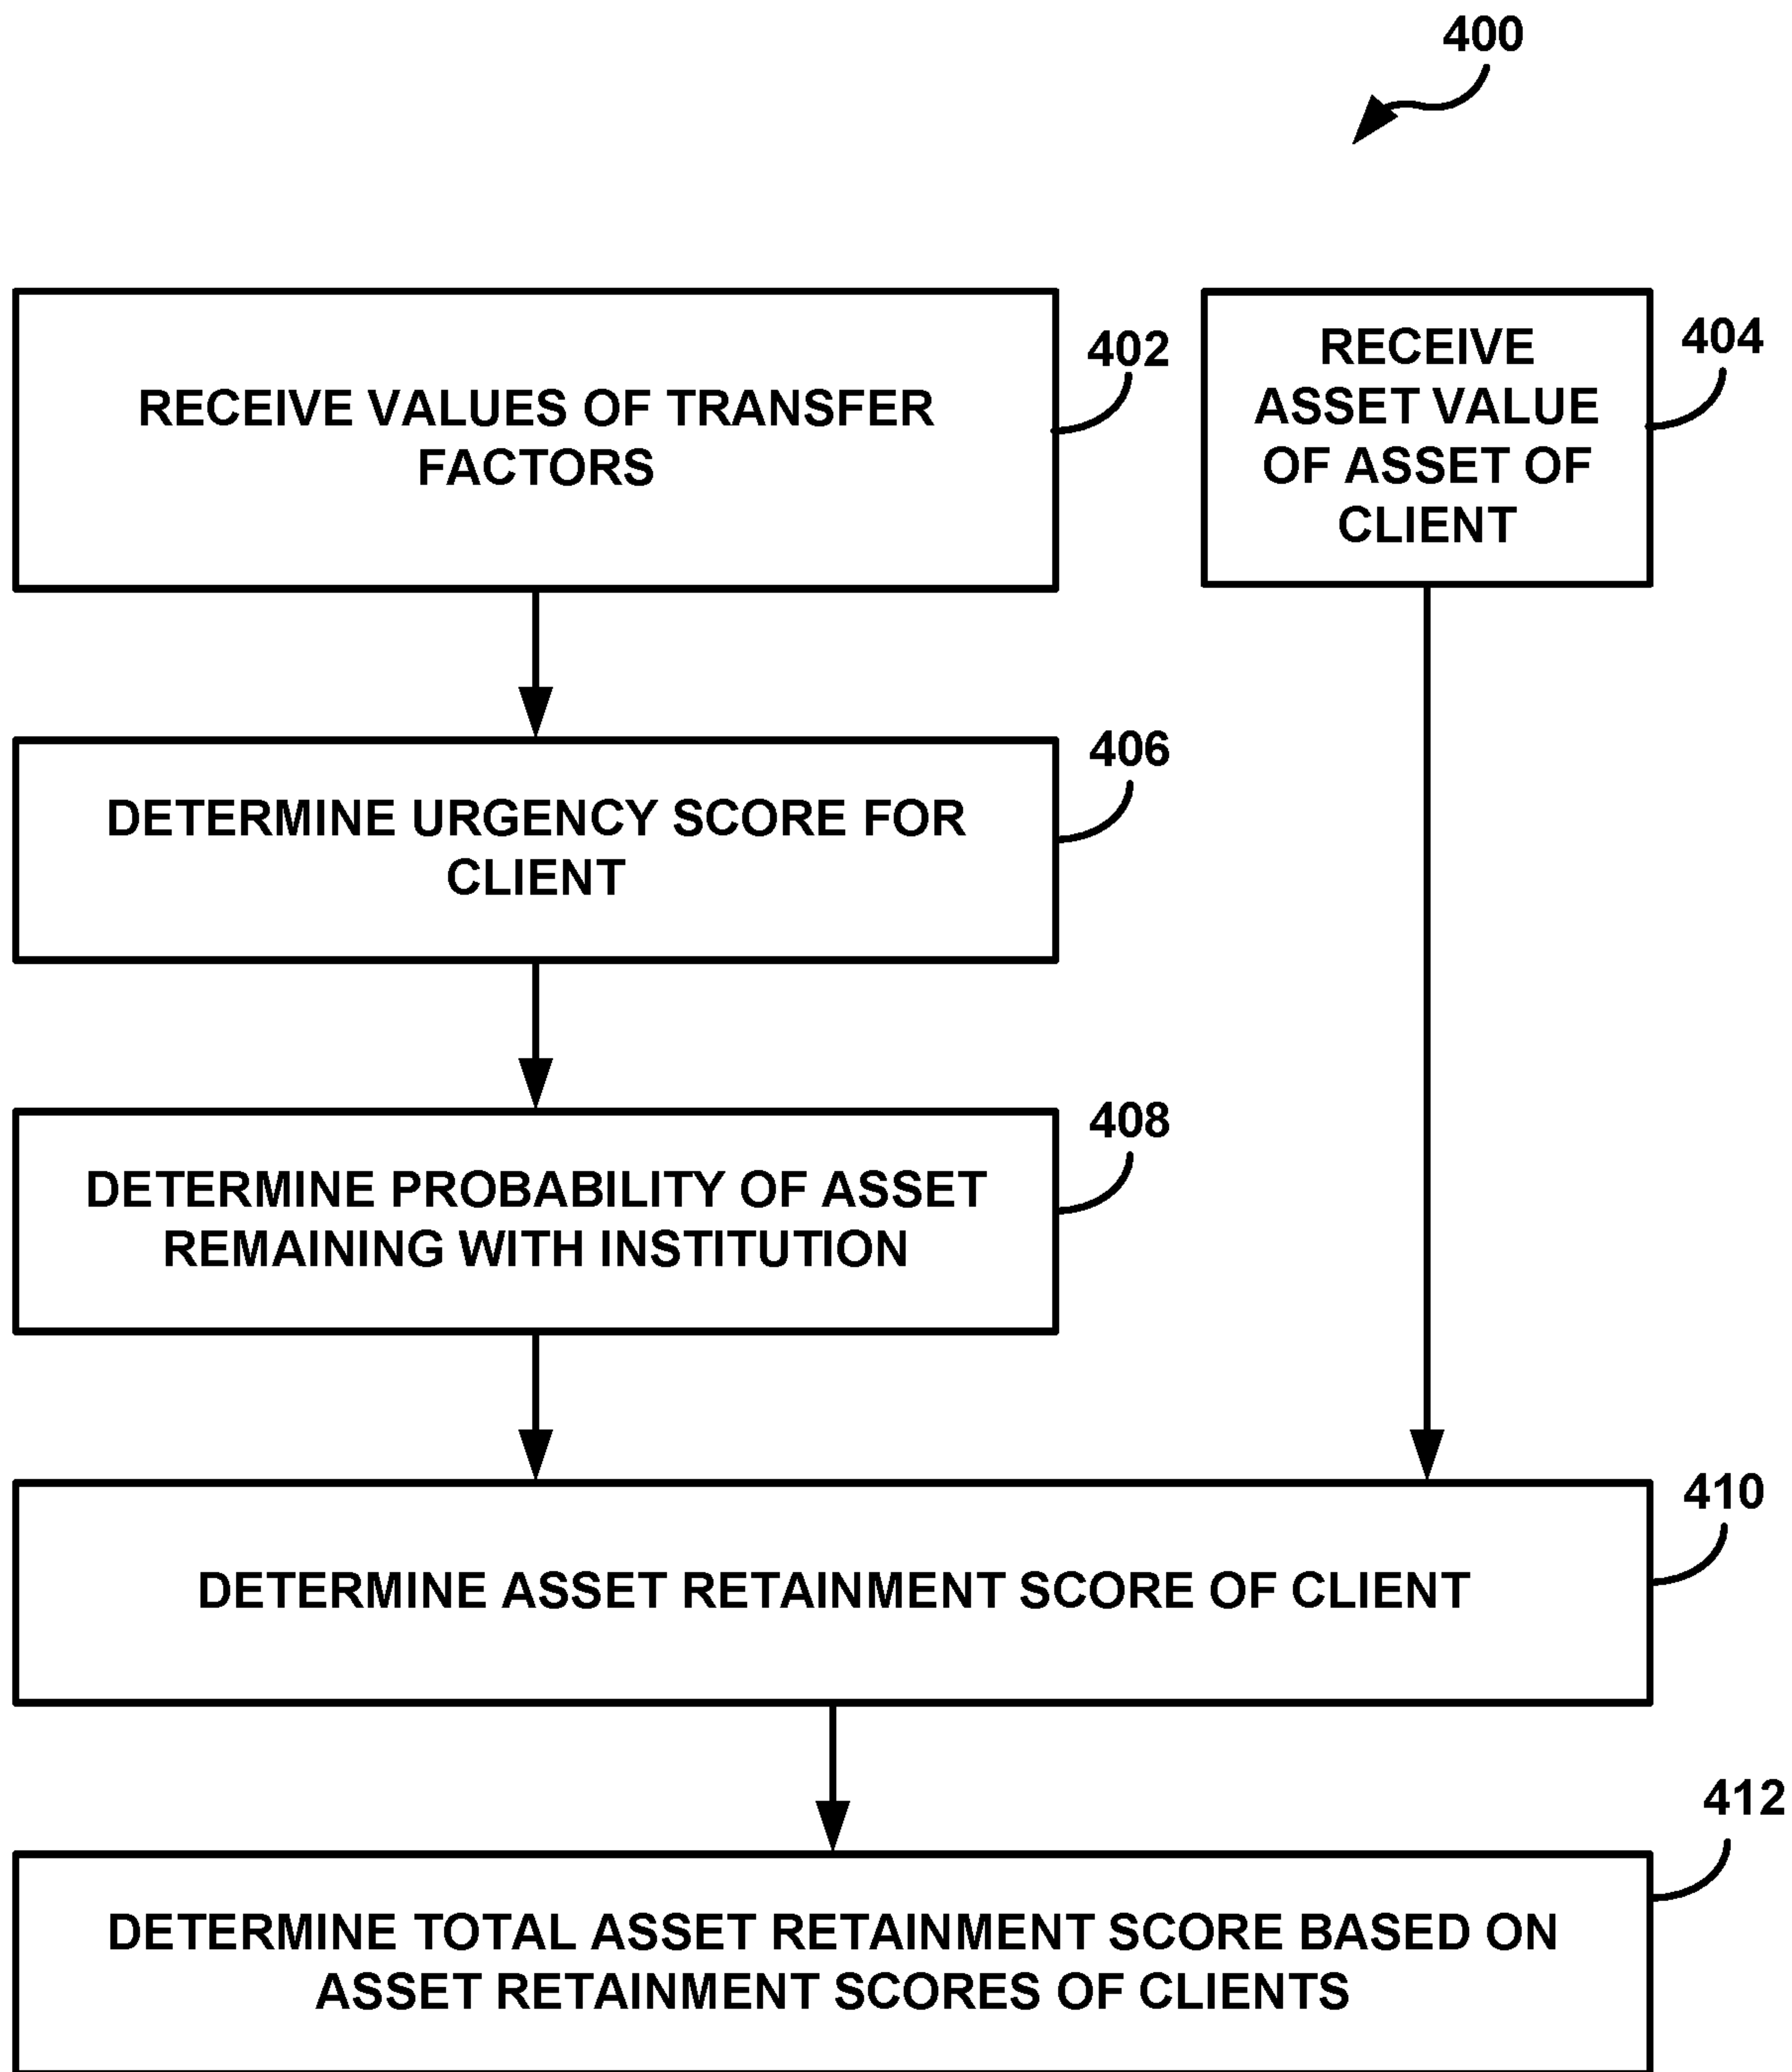 400
RECEIVE VALUES OF TRANSFER
FACTORS
402
RECEIVE
ASSET VALUE
OF ASSET OF
CLIENT
404
DETERMINE URGENCY SCORE FOR
CLIENT
406
DETERMINE PROBABILITY OF ASSET
REMAINING WITH INSTITUTION
408
DETERMINE ASSET RETAINMENT SCORE OF CLIENT
410
DETERMINE TOTAL ASSET RETAINMENT SCORE BASED ON
ASSET RETAINMENT SCORES OF CLIENTS
412